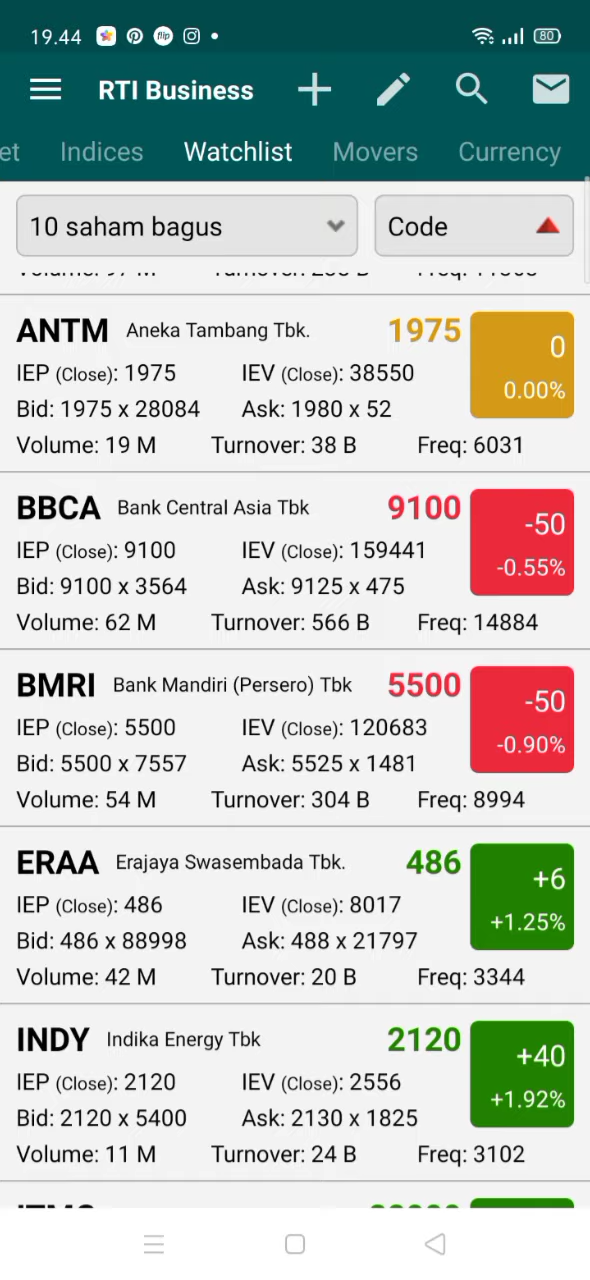 19.44 flip 80
RTI Business
et Indices Watchlist Movers Currency
10 saham bagus Code
ANTM Aneka Tambang Tbk. 1975 0
IEP (Close): 1975 IEV (Close): 38550 0.00%
Bid: 1975 x 28084 Ask: 1980 x 52
Volume: 19 M Turnover: 38 B Freq: 6031
BBCA Bank Central Asia Tbk 9100 -50
IEP (Close): 9100 IEV (Close): 159441 -0.55%
Bid: 9100 x 3564 Ask: 9125 x 475
Volume: 62 M Turnover: 566 B Freq: 14884
BMRI Bank Mandiri (Persero) Tbk 5500 -50
IEP (Close): 5500 IEV (Close): 120683 -0.90%
Bid: 5500 x 7557 Ask: 5525 x 1481
Volume: 54 M Turnover: 304 B Freq: 8994
ERAA Erajaya Swasembada Tbk. 486 +6
IEP (Close): 486 IEV (Close): 8017 +1.25%
Bid: 486 x 88998 Ask: 488 x 21797
Volume: 42 M Turnover: 20 B Freq: 3344
INDY Indika Energy Tbk 2120 +40
IEP (Close): 2120 IEV (Close): 2556 +1.92%
Bid: 2120 x 5400 Ask: 2130 x 1825
Volume: 11 M Turnover: 24 B Freq: 3102